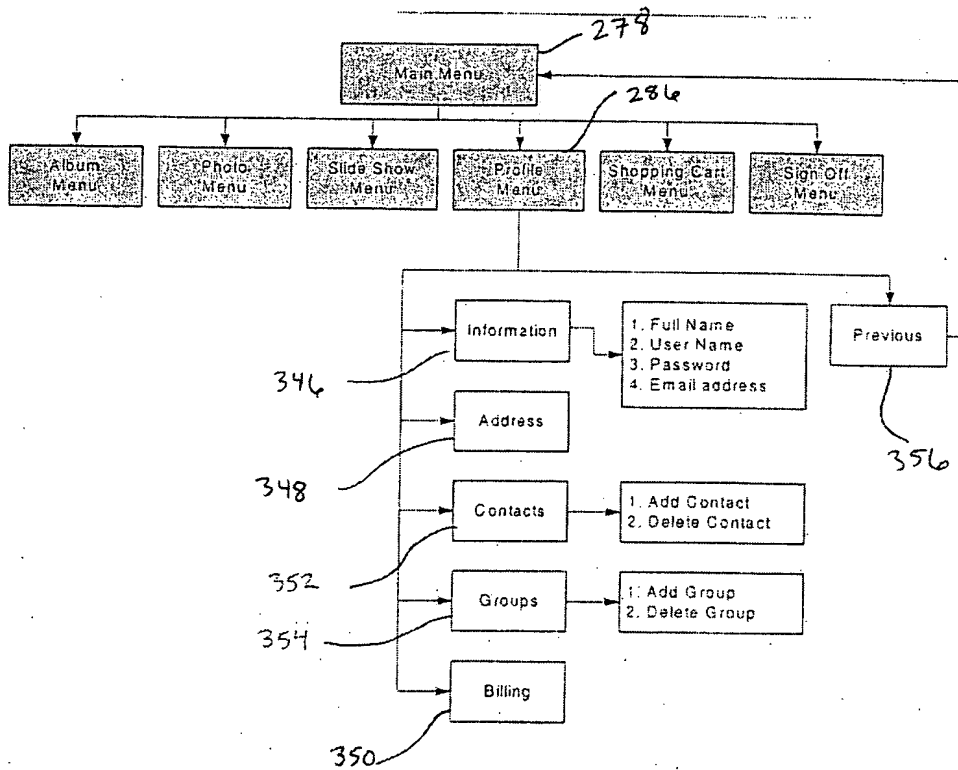 278
Main Menu
286
Album
Menu
Photo
Menu
Slide Show
Menu
Profile
Menu
Shopping Cart
Menu
Sign Off
Menu
Information
1. Full Name
2. User Name
3. Password
4. Email address
Previous
346
Address
356
348
Contacts
1. Add Contact
2. Delete Contact
352
Groups
1. Add Group
2. Delete Group
354
Billing
350